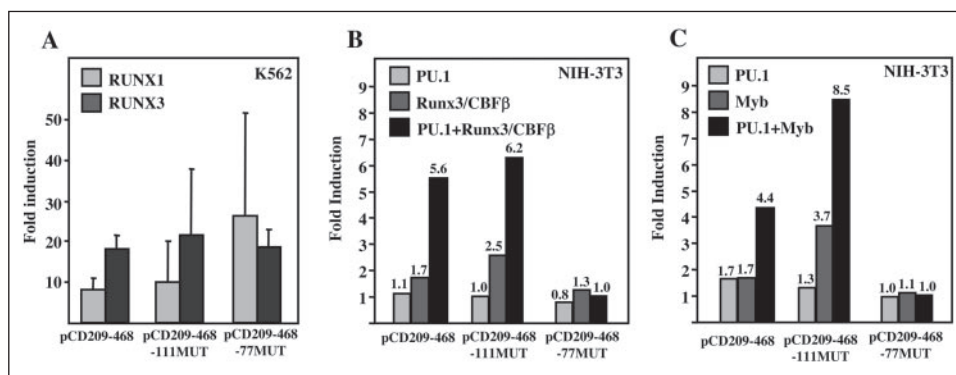 A
K562
RUNX1
RUNX3
Fold induction
50
40
30
20
10
pCD209-468
pCD209-468
-111MUT
pCD209-468
-77MUT
B
NIH-3T3
PU.1
Runx3/CBFβ
PU.1+Runx3/CBFβ
Fold Induction
9
8
7
6
5
4
3
2
1
1.1
1.7
5.6
1.0
2.5
6.2
0.8
1.3
1.0
pCD209-468
pCD209-468
-111MUT
pCD209-468
-77MUT
C
NIH-3T3
PU.1
Myb
PU.1+Myb
Fold Induction
9
8
7
6
5
4
3
2
1
1.7
1.7
4.4
1.3
3.7
8.5
1.0
1.1
1.0
pCD209-468
pCD209-468
-111MUT
pCD209-468
-77MUT